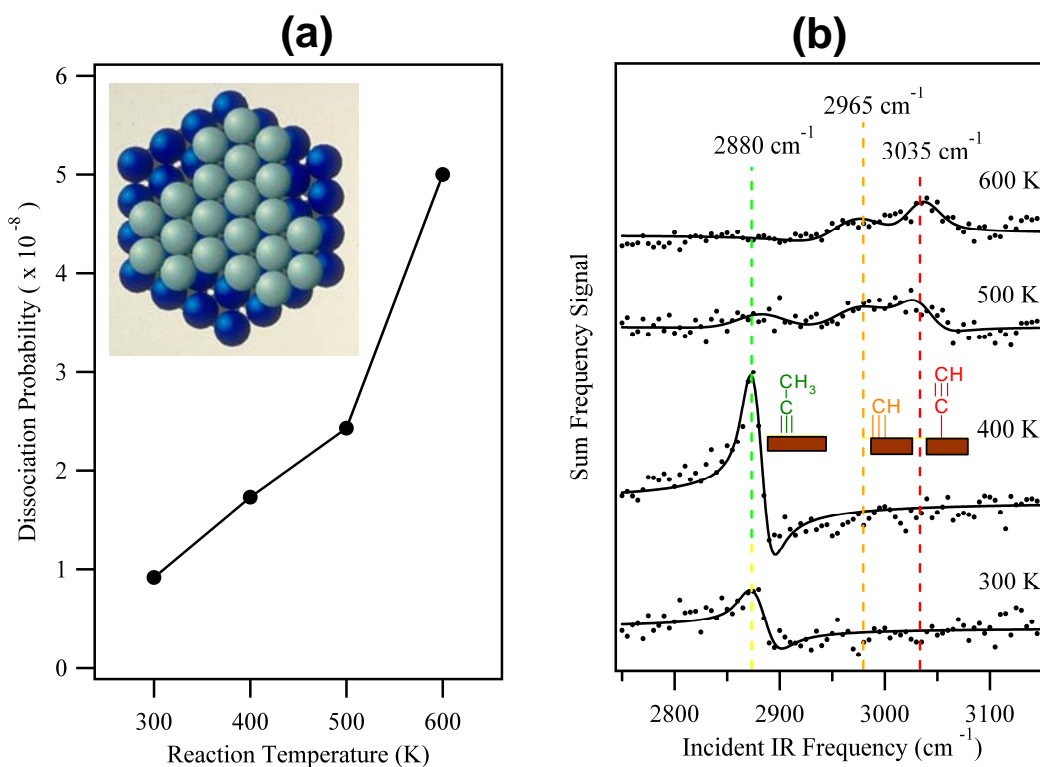 (a)
6
5
4
3
2
1
0
Dissociation Probability ( x 10⁻⁸)
300 400 500 600
Reaction Temperature (K)
(b)
2965 cm⁻¹
2880 cm⁻¹
3035 cm⁻¹
600 K
500 K
CH₃
C
CH
CH
C
400 K
300 K
Sum Frequency Signal
2800 2900 3000 3100
Incident IR Frequency (cm⁻¹)